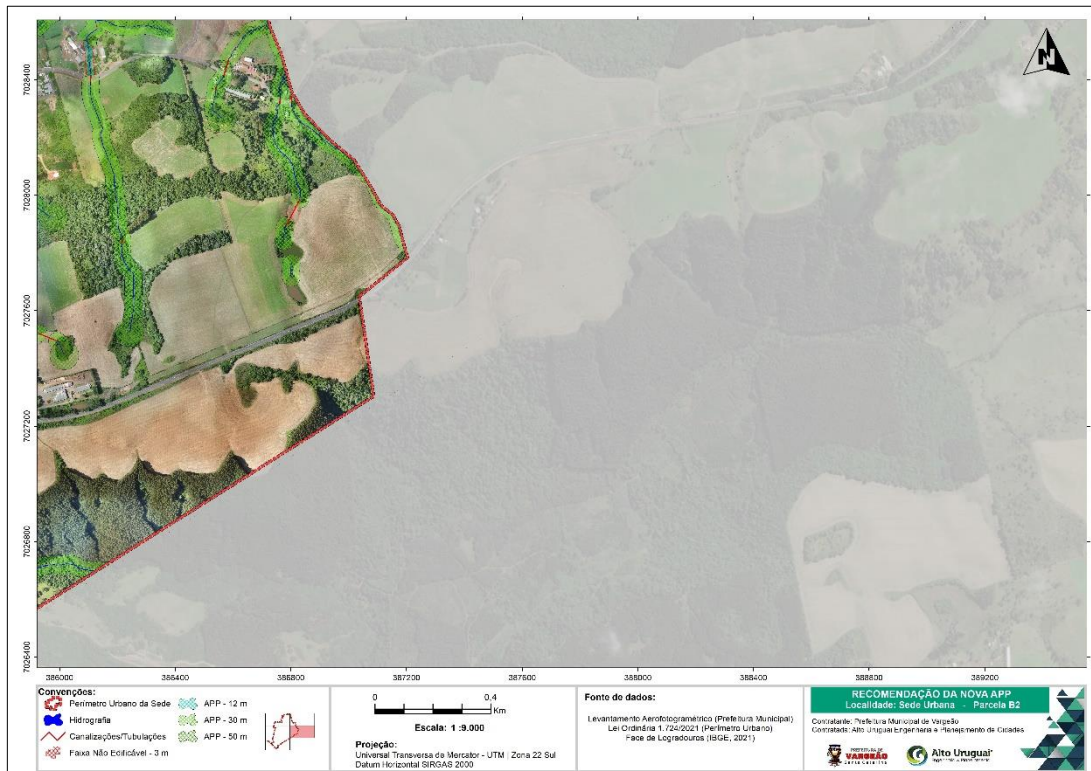 N
7028400
7028000
7027600
7027200
7026800
7026400
386000
386400
386800
387200
387600
388000
388400
388800
389200
Convenções:
Perímetro Urbano da Sede
Hidrografia
Canalizações/Tubulações
Faixa Não Edificável - 3 m
APP - 12 m
APP - 30 m
APP - 50 m
0 0,4
Km
Escala: 1 :9.000
Projeção:
Universal Transversa de Mercator - UTM | Zona 22 Sul
Datum Horizontal SIRGAS 2000
Fonte do dados:
Levantamento Aerofotogramétrico (Prefeitura Municipal)
Lei Ordinária 1.724/2021 (Perímetro Urbano)
Face de Logradouros (IBGE, 2021)
RECOMENDAÇÃO DA NOVA APP
Localidade: Sede Urbana - Parcela B2
Contratante: Prefeitura Municipal de Vargeão
Contratada: Alto Uruguai Engenharia e Planejamento de Cidades
PREFEITURA DE
VARGEÃO
SANTA CATARINA
Alto Uruguai